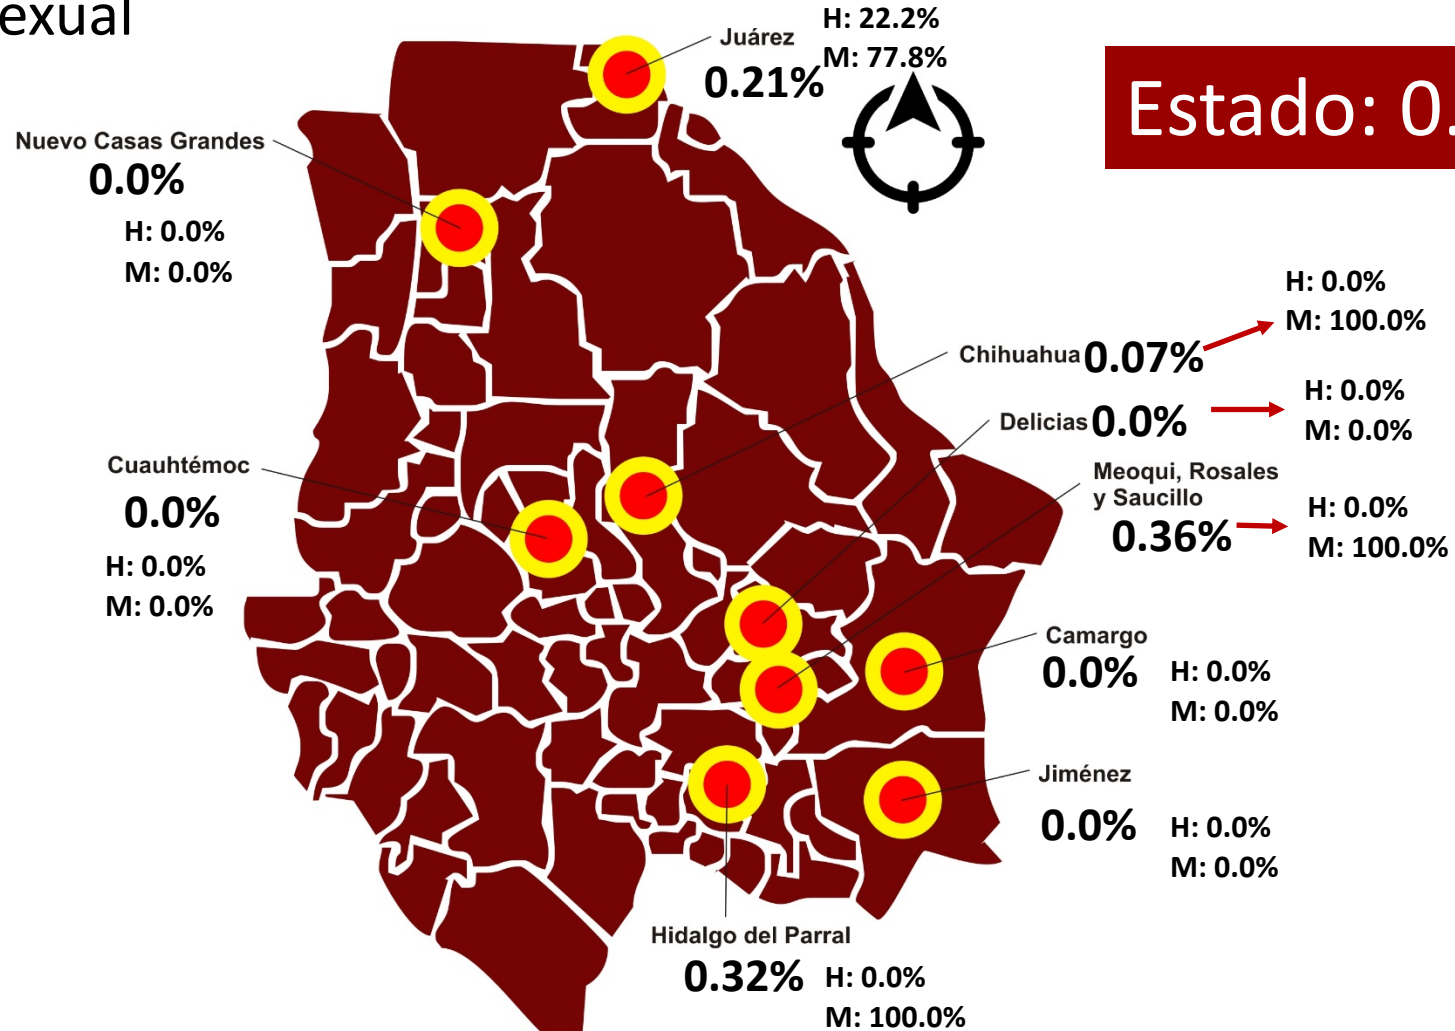 exual
Juárez
0.21%
H: 22.2%
M: 77.8%
Estado: 0.
Nuevo Casas Grandes
0.0%
H: 0.0%
M: 0.0%
Chihuahua 0.07%
H: 0.0%
M: 100.0%
Delicias 0.0%
H: 0.0%
M: 0.0%
Cuauhtémoc
0.0%
H: 0.0%
M: 0.0%
Meoqui, Rosales
y Saucillo
0.36%
H: 0.0%
M: 100.0%
Camargo
0.0%
H: 0.0%
M: 0.0%
Jiménez
0.0%
H: 0.0%
M: 0.0%
Hidalgo del Parral
0.32%
H: 0.0%
M: 100.0%